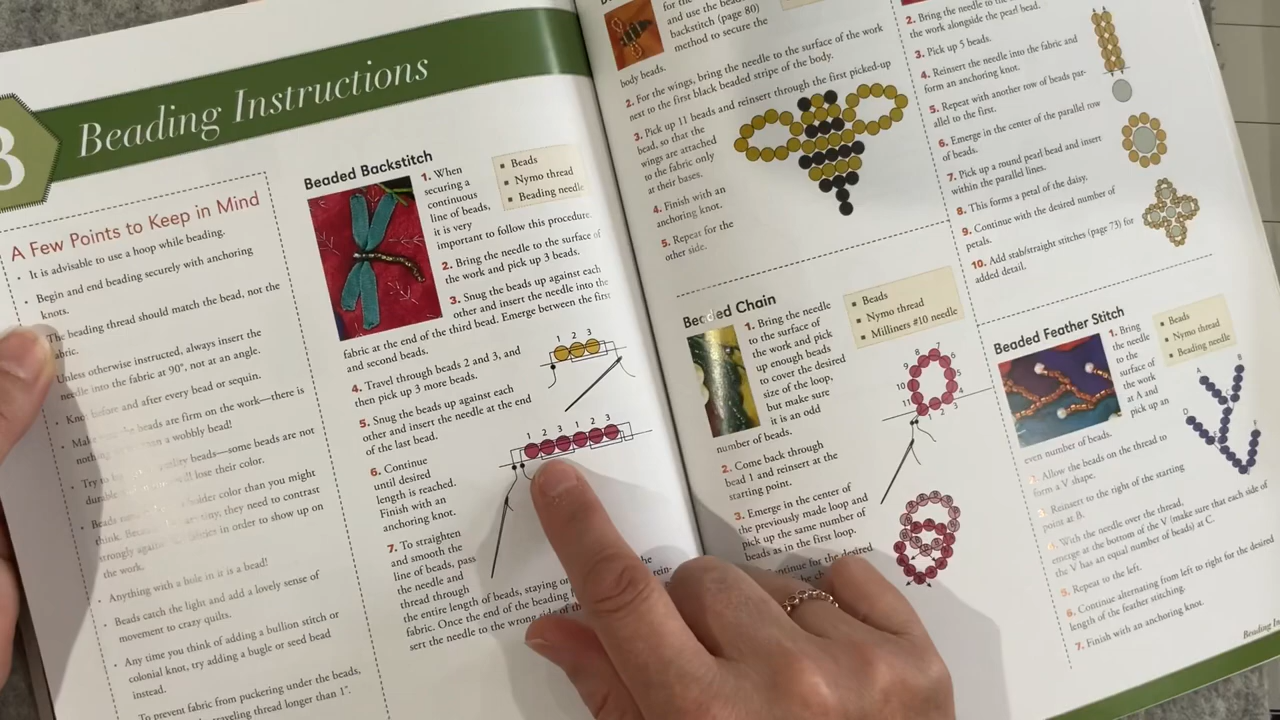 3
Beading Instructions
A Few Points to Keep in Mind
• It is advisable to use a hoop while beading.
• Begin and end beading securely with anchoring
knots.
The beading thread should match the bead, not the
fabric.
Unless otherwise instructed, always insert the
needle into the fabric at 90°, not at an angle.
Knot before and after every bead or sequin.
beads are firm on the work—there is
a wobbly bead!
beads—some beads are not
will lose their color.
color than you might
think.
tiny, they need to contrast
in order to show up
the work.
Anything with a hole in it is a bead!
• Beads catch the light and add a lovely sense of
movement to crazy quilts.
• Any time you think of adding a bullion stitch or
colonial knot, try adding a bugle or seed bead
instead.
To prevent fabric from puckering under the beads,
traveling thread longer than 1".
Beaded Backstitch
▪ Beads
▪ Nymo thread
▪ Beading needle
1. When
securing a
continuous
line of beads,
it is very
important to follow this procedure.
2. Bring the needle to the surface of
the work and pick up 3 beads.
3. Snug the beads up against each
other and insert the needle into the
fabric at the end of the third bead. Emerge between the first
and second beads.
4. Travel through beads 2 and 3, and
then pick up 3 more beads.
5. Snug the beads up against each
other and insert the needle at the end
of the last bead.
6. Continue
until desired
length is reached.
Finish with an
anchoring knot.
7. To straighten
and smooth the
line of beads, pass
the needle and
thread through
the entire length of beads, staying on
fabric. Once the end of the beading
sert the needle to the wrong side of the
1 2 3
1 2 3 1 2 3
for the
and use the
backstitch (page 80)
method to secure the
body beads.
2. For the wings, bring the needle to the surface of the work
next to the first black beaded stripe of the body.
3. Pick up 11 beads and reinsert through the first picked-up
bead, so that the
wings are attached
to the fabric only
at their bases.
4. Finish with an
anchoring knot.
5. Repeat for the
other side.
Beaded Chain
▪ Beads
▪ Nymo thread
▪ Milliners #10 needle
1. Bring the needle
to the surface of
the work and pick
up enough beads
to cover the desired
size of the loop,
but make sure
it is an odd
number of beads.
2. Come back through
bead 1 and reinsert at the
starting point.
3. Emerge in the center of
the previously made loop and
pick up the same number of
beads as in the first loop.
Continue for the desired
8 7
9 6
10 5
11 4
1 2 3
2. Bring the needle to the surface of
the work alongside the pearl bead.
3. Pick up 5 beads.
4. Reinsert the needle into the fabric and
form an anchoring knot.
5. Repeat with another row of beads par-
allel to the first.
6. Emerge in the center of the parallel row
of beads.
7. Pick up a round pearl bead and insert
within the parallel lines.
8. This forms a petal of the daisy.
9. Continue with the desired number of
petals.
10. Add stab/straight stitches (page 73) for
added detail.
Beaded Feather Stitch
▪ Beads
▪ Nymo thread
▪ Beading needle
1. Bring
the needle
to the
surface of
the work
at A and
pick up an
even number of beads.
2. Allow the beads on the thread to
form a V shape.
3. Reinsert to the right of the starting
point at B.
4. With the needle over the thread,
emerge at the bottom of the V (make sure that each side of
the V has an equal number of beads) at C.
5. Repeat to the left.
6. Continue alternating from left to right for the desired
length of the feather stitching.
7. Finish with an anchoring knot.
A
B
D
Beading